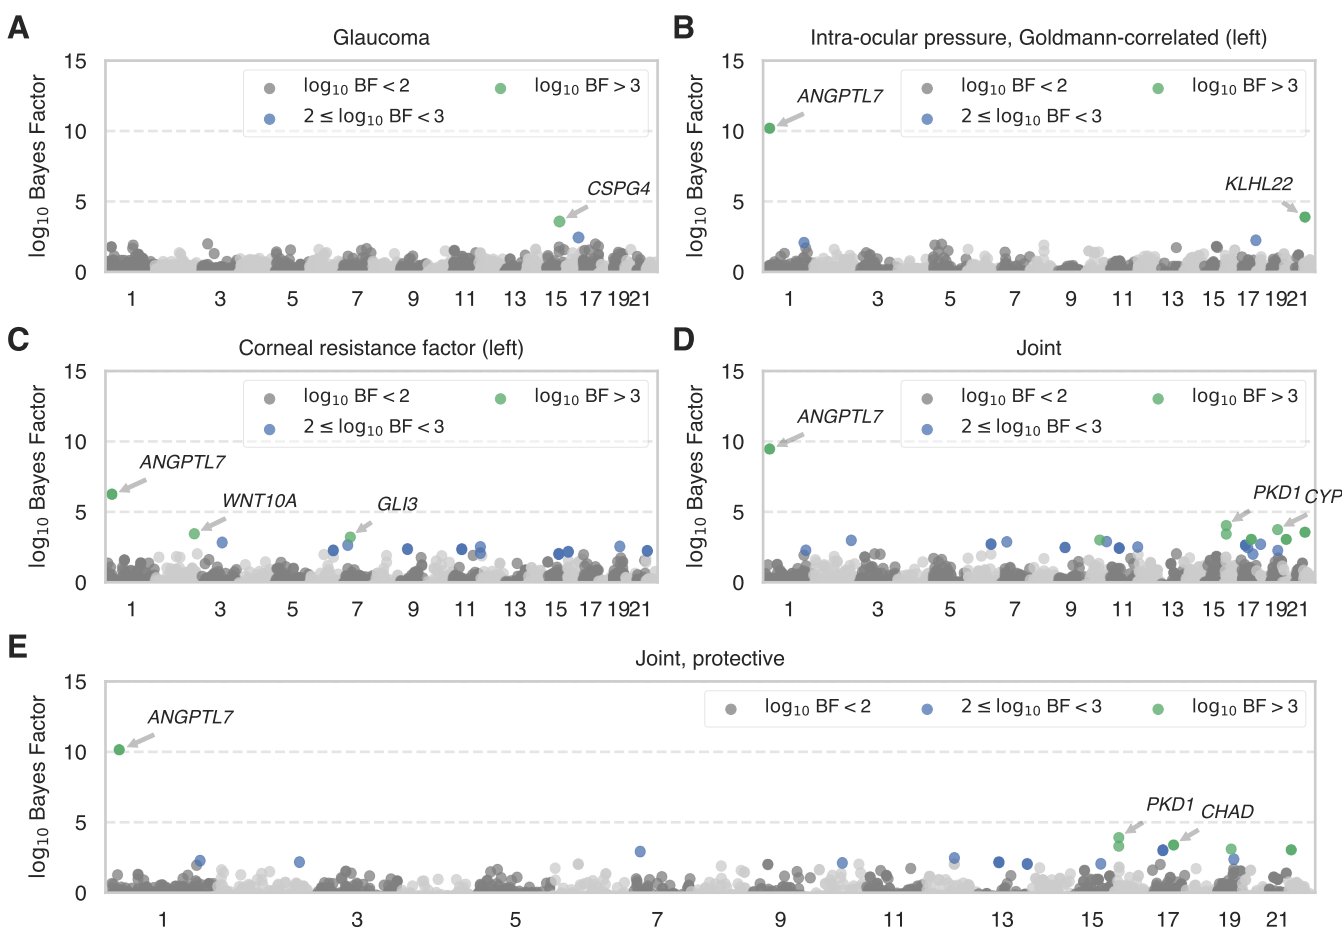 A
Glaucoma
15
10
5
0
log10 Bayes Factor
log10 BF < 2
log10 BF > 3
2 ≤ log10 BF < 3
CSPG4
1 3 5 7 9 11 13 15 17 19 21
B
Intra-ocular pressure, Goldmann-correlated (left)
15
10
5
0
log10 Bayes Factor
log10 BF < 2
log10 BF > 3
2 ≤ log10 BF < 3
ANGPTL7
KLHL22
1 3 5 7 9 11 13 15 17 19 21
C
Corneal resistance factor (left)
15
10
5
0
log10 Bayes Factor
log10 BF < 2
log10 BF > 3
2 ≤ log10 BF < 3
ANGPTL7
WNT10A
GLI3
1 3 5 7 9 11 13 15 17 19 21
D
Joint
15
10
5
0
log10 Bayes Factor
log10 BF < 2
log10 BF > 3
2 ≤ log10 BF < 3
ANGPTL7
PKD1 CYP
1 3 5 7 9 11 13 15 17 19 21
E
Joint, protective
15
10
5
0
log10 Bayes Factor
log10 BF < 2
2 ≤ log10 BF < 3
log10 BF > 3
ANGPTL7
PKD1
CHAD
1 3 5 7 9 11 13 15 17 19 21